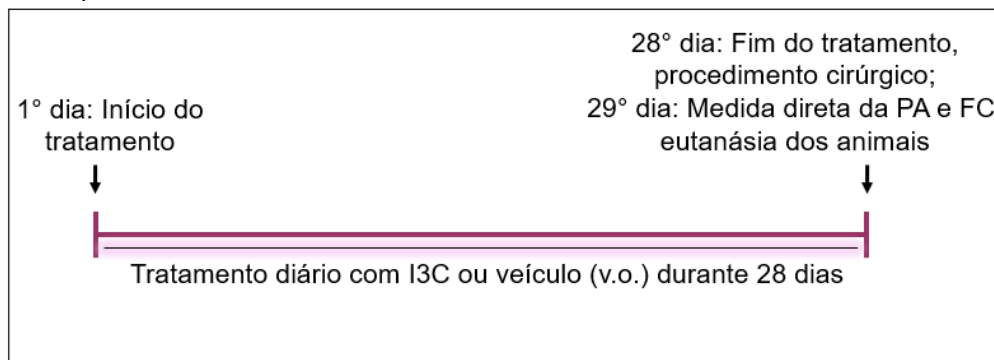 28° dia: Fim do tratamento,
procedimento cirúrgico;
29° dia: Medida direta da PA e FC
eutanásia dos animais
1° dia: Início do
tratamento
Tratamento diário com I3C ou veículo (v.o.) durante 28 dias